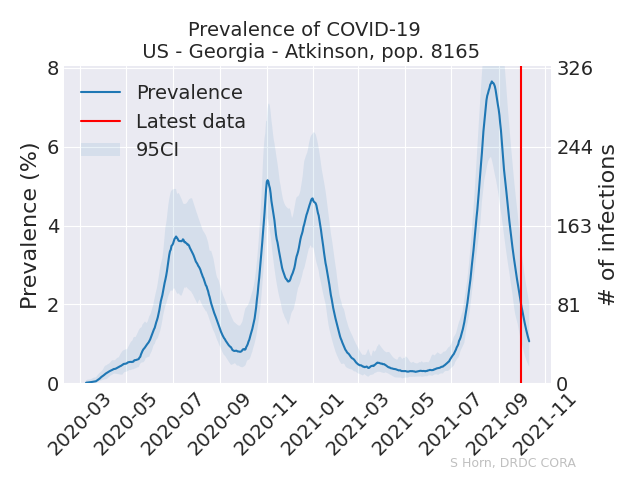 Prevalence of COVID-19
US - Georgia - Atkinson, pop. 8165
Prevalence (%)
8
6
4
2
0
Prevalence
Latest data
95CI
326
244
163
81
0
# of infections
2020-03
2020-05
2020-07
2020-09
2020-11
2021-01
2021-03
2021-05
2021-07
2021-09
2021-11
S Horn, DRDC CORA